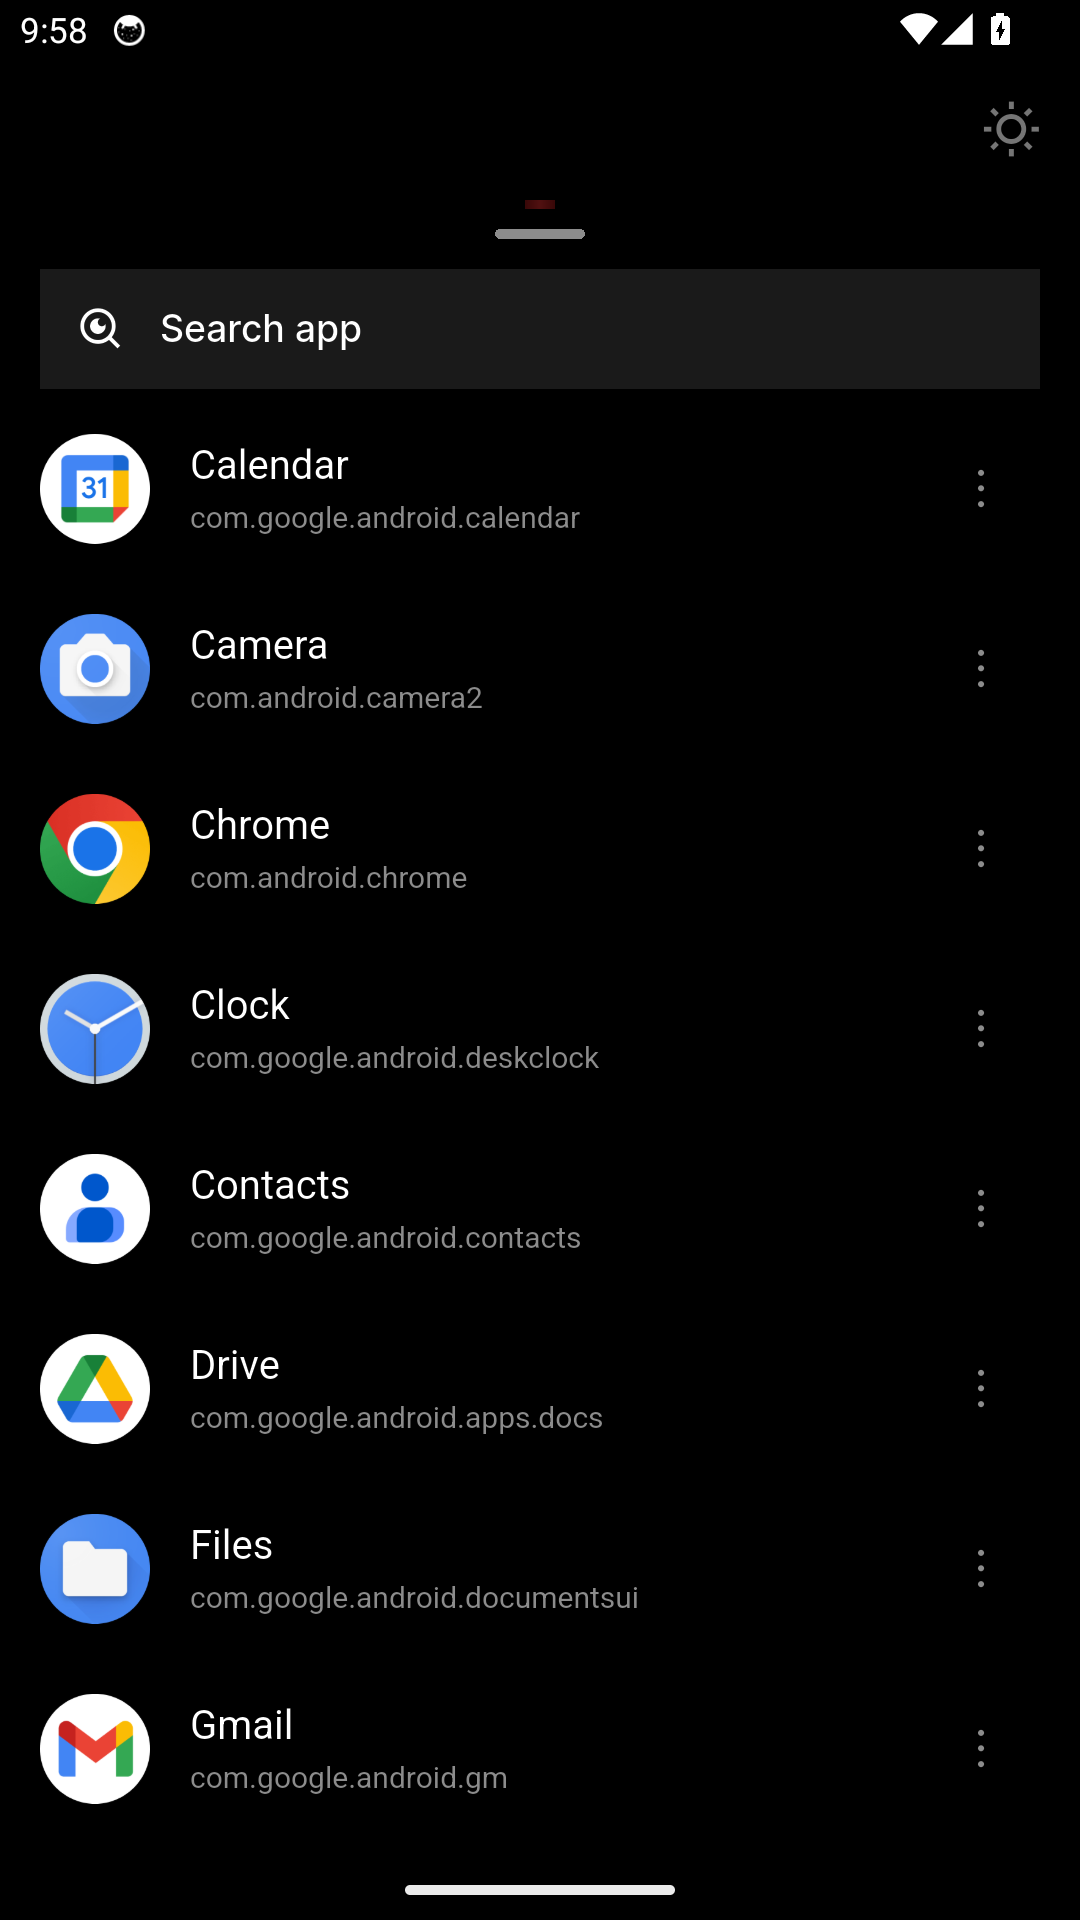 9:58
Search app
31
Calendar
com.google.android.calendar
Camera
com.android.camera2
Chrome
com.android.chrome
Clock
com.google.android.deskclock
Contacts
com.google.android.contacts
Drive
com.google.android.apps.docs
Files
com.google.android.documentsui
Gmail
com.google.android.gm